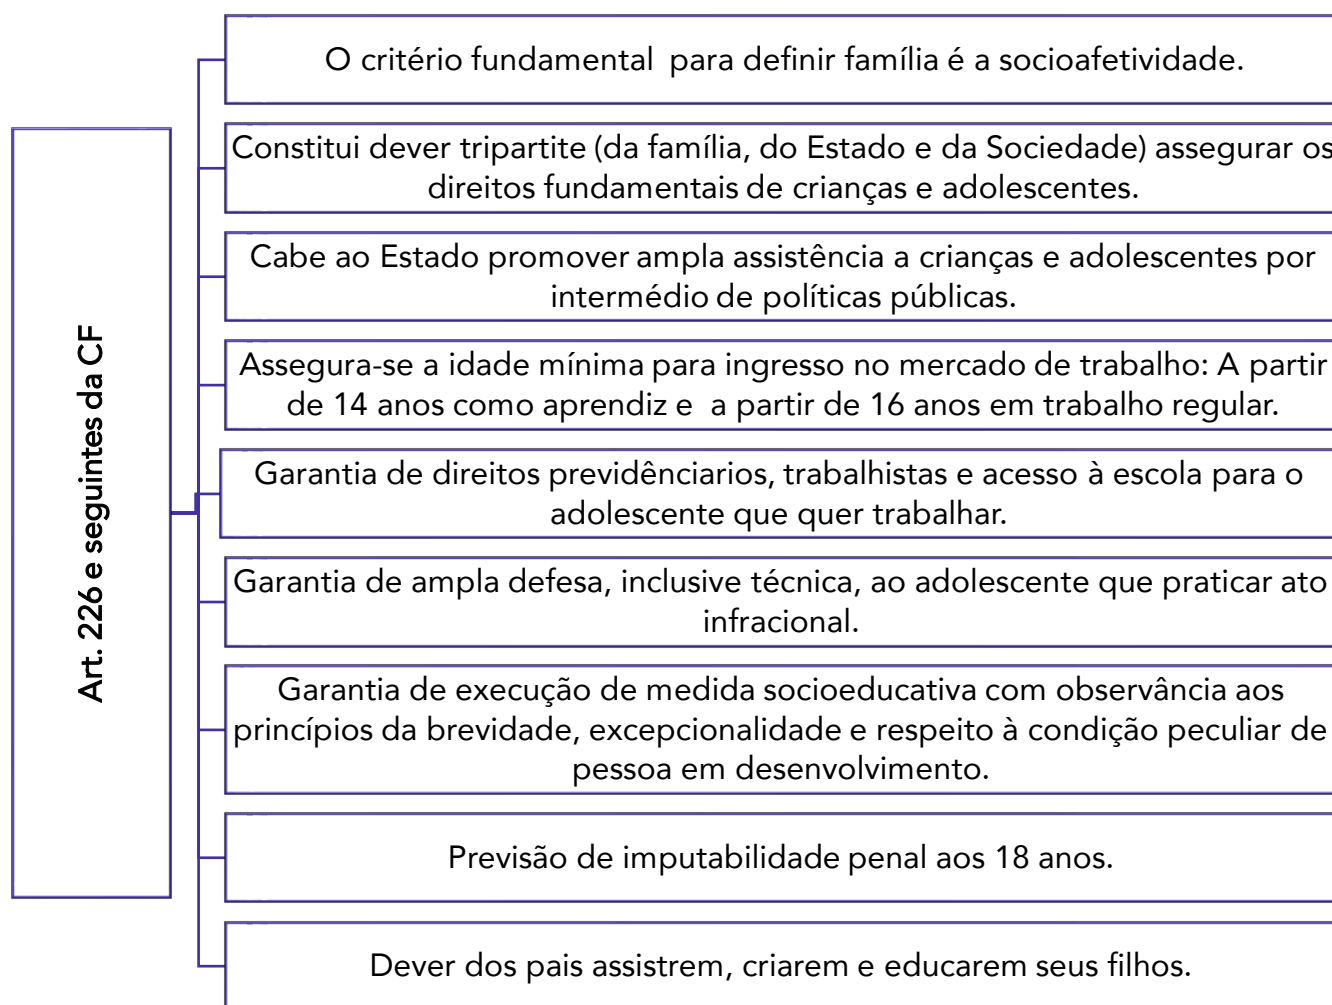 Art. 226 e seguintes da CF
O critério fundamental para definir família é a socioafetividade.
Constitui dever tripartite (da família, do Estado e da Sociedade) assegurar os
direitos fundamentais de crianças e adolescentes.
Cabe ao Estado promover ampla assistência a crianças e adolescentes por
intermédio de políticas públicas.
Assegura-se a idade mínima para ingresso no mercado de trabalho: A partir
de 14 anos como aprendiz e a partir de 16 anos em trabalho regular.
Garantia de direitos previdênciarios, trabalhistas e acesso à escola para o
adolescente que quer trabalhar.
Garantia de ampla defesa, inclusive técnica, ao adolescente que praticar ato
infracional.
Garantia de execução de medida socioeducativa com observância aos
princípios da brevidade, excepcionalidade e respeito à condição peculiar de
pessoa em desenvolvimento.
Previsão de imputabilidade penal aos 18 anos.
Dever dos pais assistrem, criarem e educarem seus filhos.